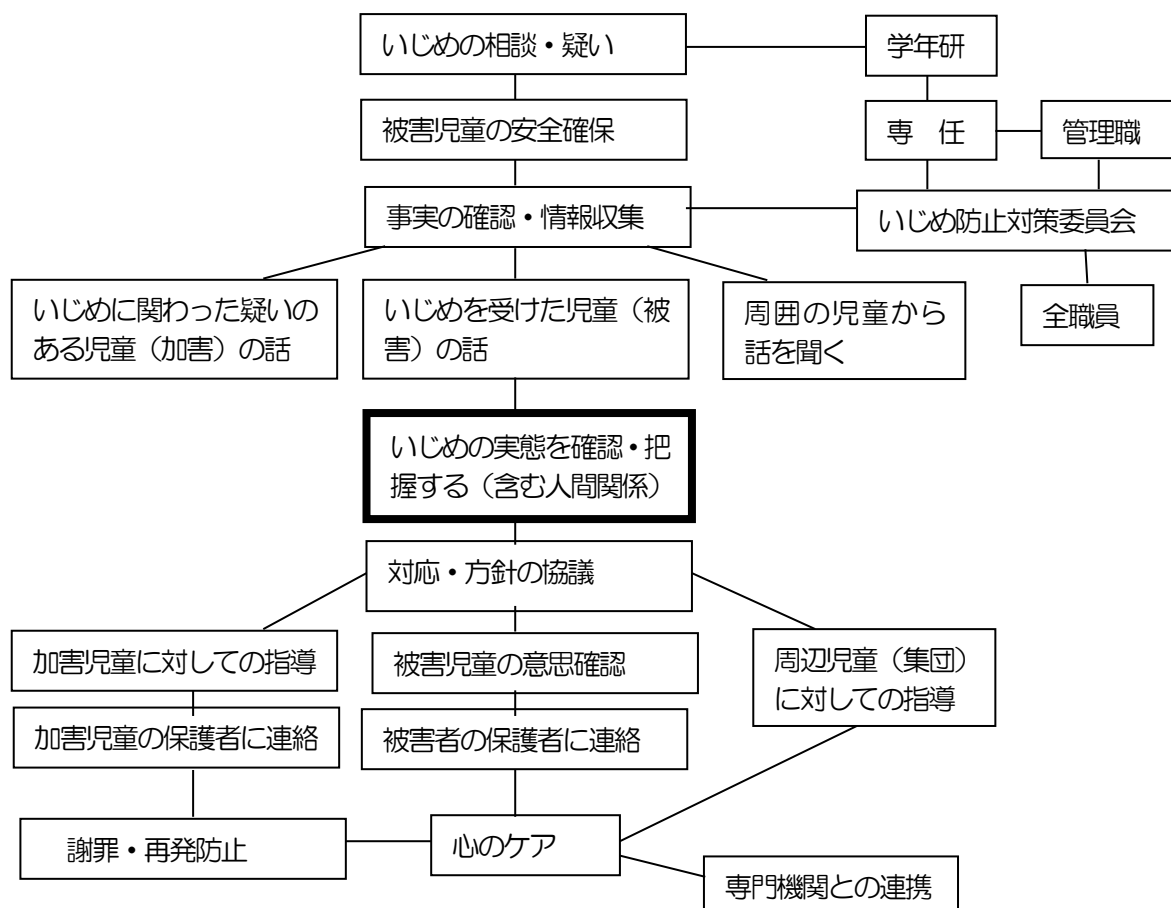 いじめの相談・疑い
学年研
被害児童の安全確保
専　任
管理職
事実の確認・情報収集
いじめ防止対策委員会
いじめに関わった疑いの
ある児童（加害）の話
いじめを受けた児童（被
害）の話
周囲の児童から
話を聞く
全職員
いじめの実態を確認・把
握する（含む人間関係）
対応・方針の協議
加害児童に対しての指導
被害児童の意思確認
周辺児童（集団）
に対しての指導
加害児童の保護者に連絡
被害者の保護者に連絡
謝罪・再発防止
心のケア
専門機関との連携